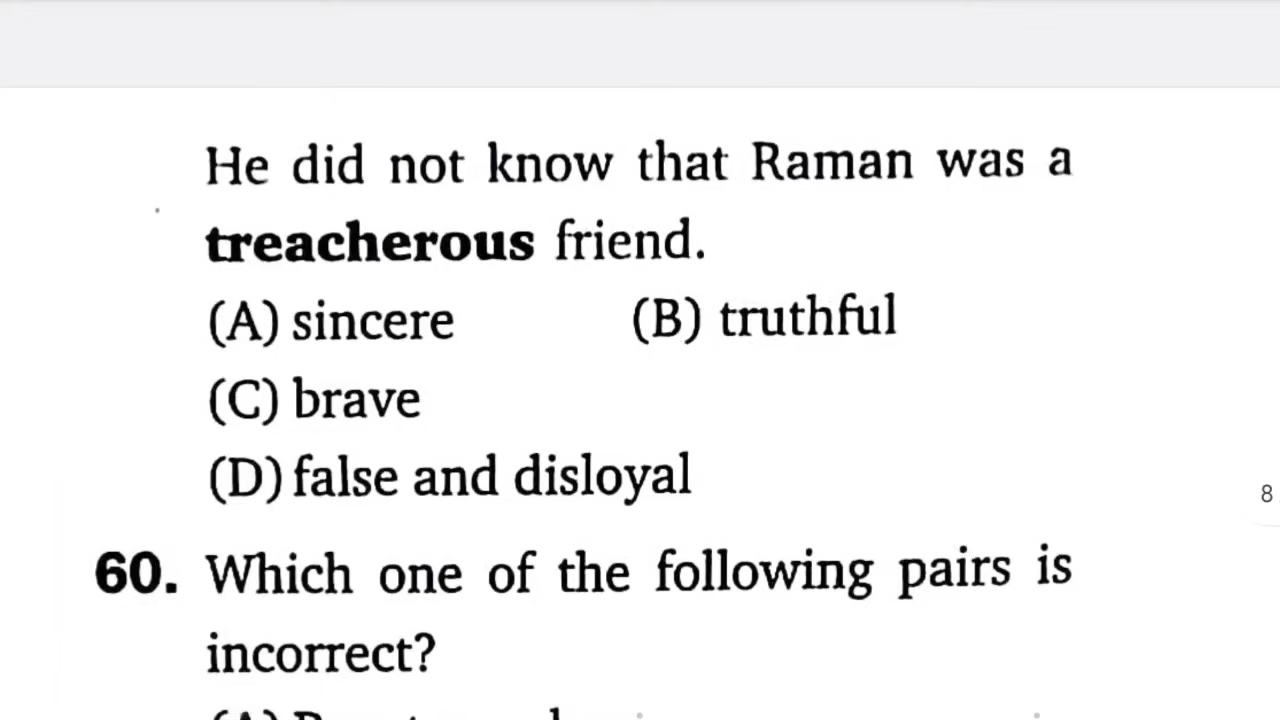 He did not know that Raman was a
treacherous friend.
(A) sincere (B) truthful
(C) brave
(D) false and disloyal
8
60. Which one of the following pairs is
incorrect?
(A)